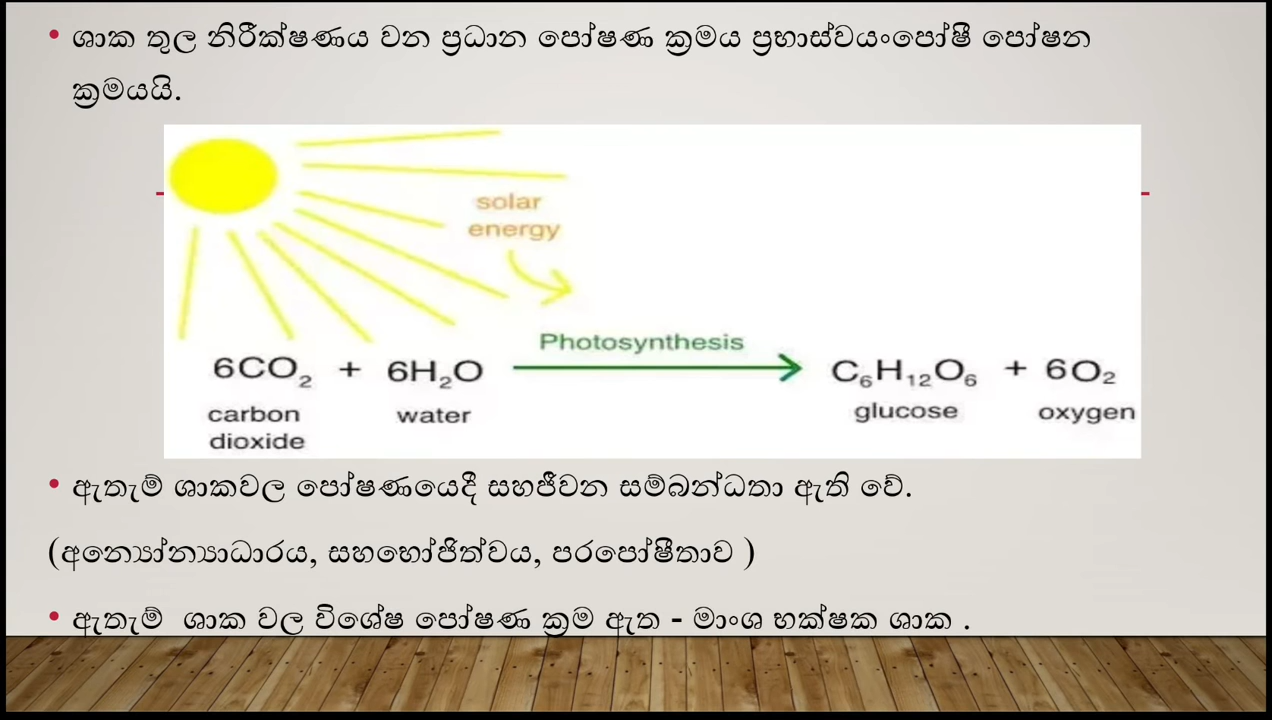 • ශාක තුල නිරීක්ෂණය වන ප්‍රධාන පෝෂණ ක්‍රමය ප්‍රභාස්වයංපෝෂී පෝෂන
ක්‍රමයයි.
solar
energy
Photosynthesis
6CO₂ + 6H₂O → C₆H₁₂O₆ + 6O₂
carbon dioxide water glucose oxygen
• ඇතැම් ශාකවල පෝෂණයෙදී සහජීවන සම්බන්ධතා ඇති වේ.
(අන්‍යෝන්‍යාධාරය, සහභෝජිත්වය, පරපෝෂීතාව )
• ඇතැම් ශාක වල විශේෂ පෝෂණ ක්‍රම ඇත - මාංශ භක්ෂක ශාක .